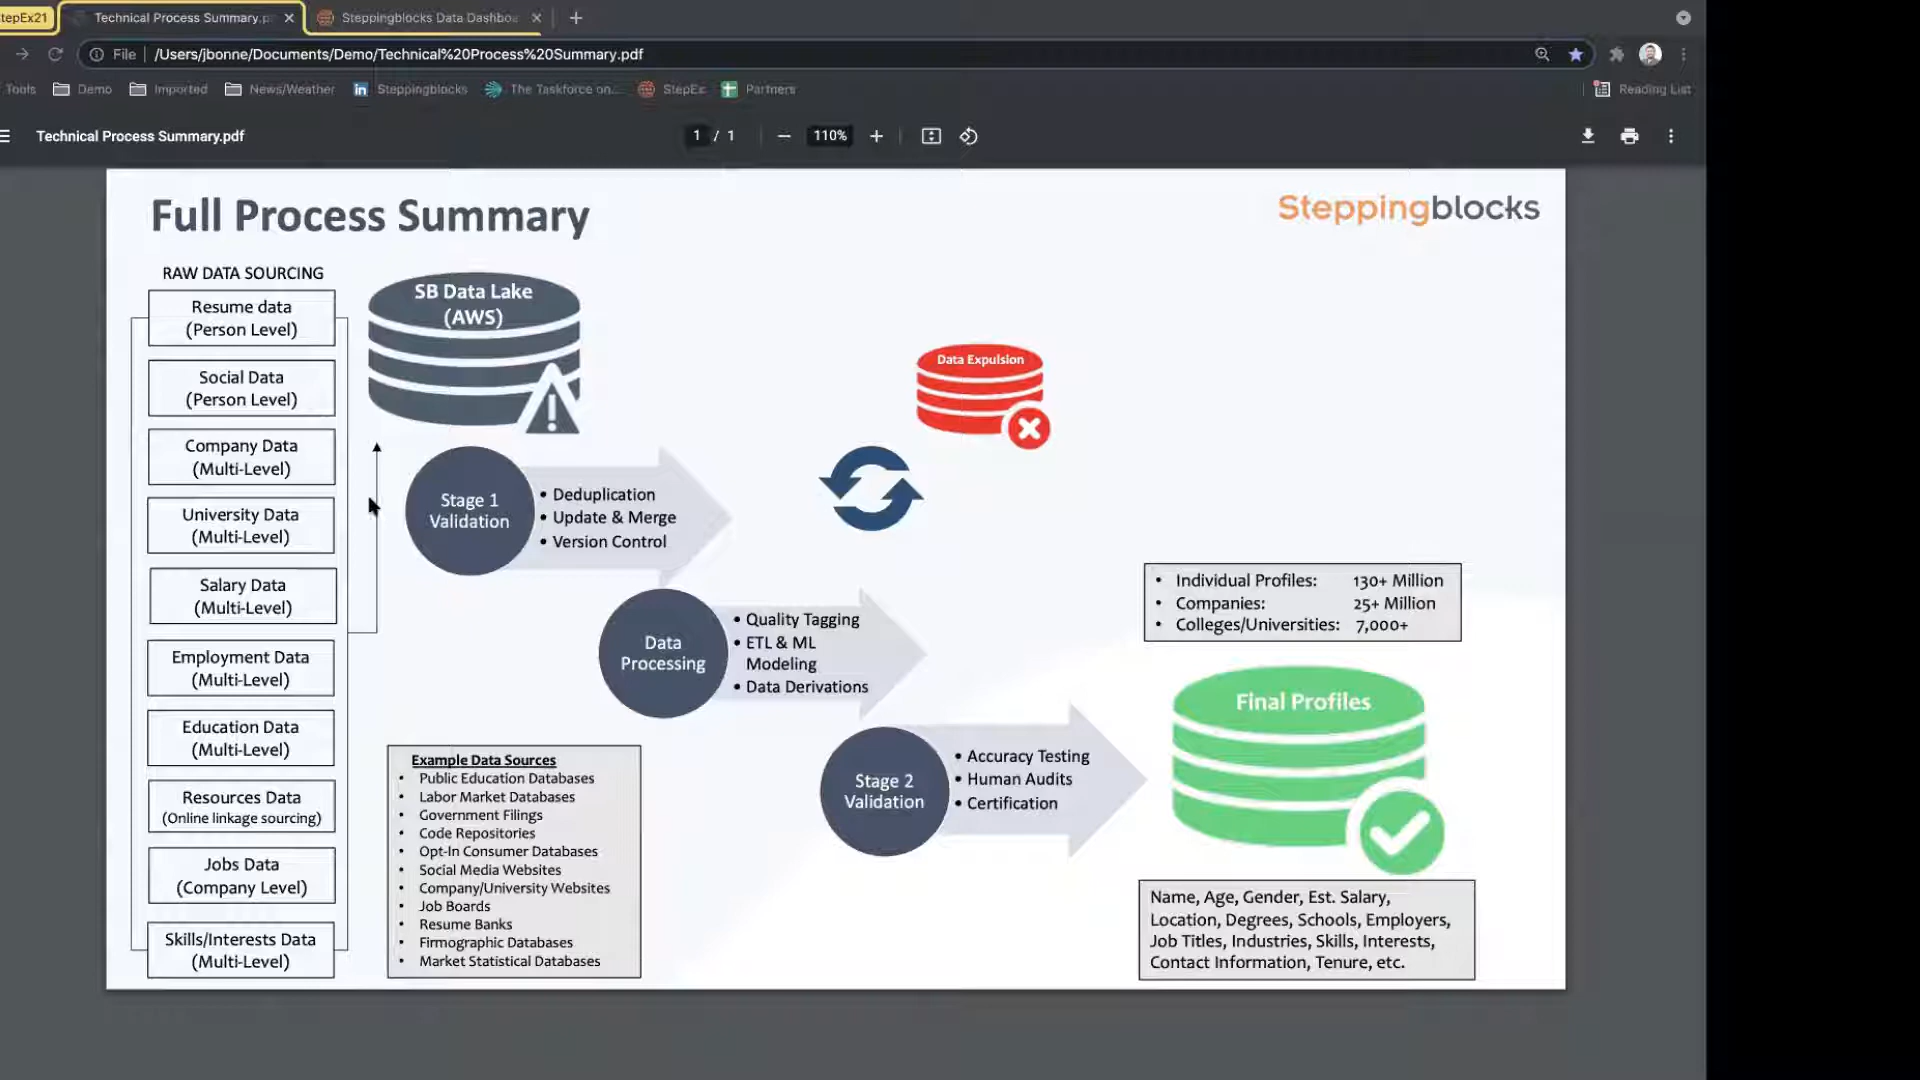 tepEx21
Technical Process Summary.p
Steppingblocks Data Dashbo
File
/Users/jbonne/Documents/Demo/Technical%20Process%20Summary.pdf
Tools
Demo
Imported
News/Weather
Steppingblocks
The Taskforce on...
StepEx
Partners
Reading List
Technical Process Summary.pdf
1 / 1
110%
Full Process Summary
Steppingblocks
RAW DATA SOURCING
Resume data
(Person Level)
Social Data
(Person Level)
Company Data
(Multi-Level)
University Data
(Multi-Level)
Salary Data
(Multi-Level)
Employment Data
(Multi-Level)
Education Data
(Multi-Level)
Resources Data
(Online linkage sourcing)
Jobs Data
(Company Level)
Skills/Interests Data
(Multi-Level)
SB Data Lake
(AWS)
Data Expulsion
Stage 1
Validation
• Deduplication
• Update & Merge
• Version Control
Data
Processing
• Quality Tagging
• ETL & ML
Modeling
• Data Derivations
Stage 2
Validation
• Accuracy Testing
• Human Audits
• Certification
Example Data Sources
• Public Education Databases
• Labor Market Databases
• Government Filings
• Code Repositories
• Opt-In Consumer Databases
• Social Media Websites
• Company/University Websites
• Job Boards
• Resume Banks
• Firmographic Databases
• Market Statistical Databases
• Individual Profiles: 130+ Million
• Companies: 25+ Million
• Colleges/Universities: 7,000+
Final Profiles
Name, Age, Gender, Est. Salary,
Location, Degrees, Schools, Employers,
Job Titles, Industries, Skills, Interests,
Contact Information, Tenure, etc.